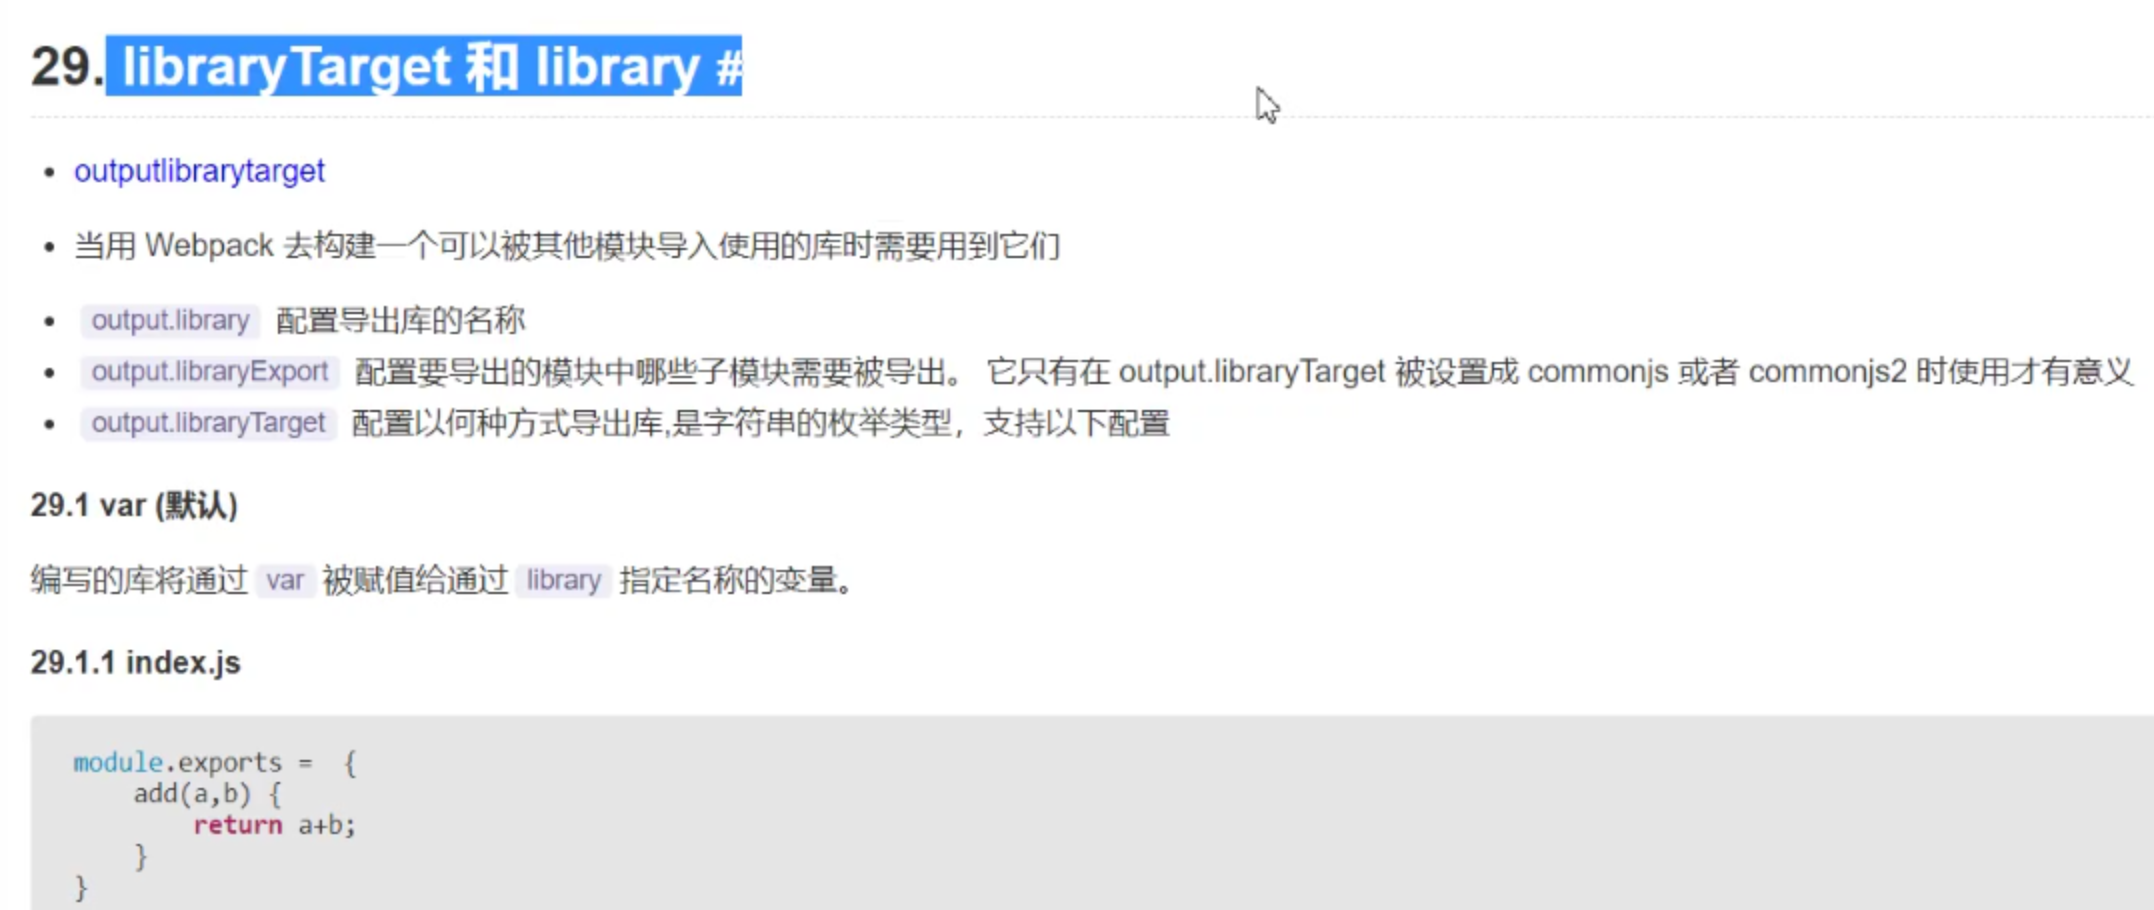 29. libraryTarget 和 library #
outputlibrarytarget
当用 Webpack 去构建一个可以被其他模块导入使用的库时需要用到它们
output.library 配置导出库的名称
output.libraryExport 配置要导出的模块中哪些子模块需要被导出。 它只有在 output.libraryTarget 被设置成 commonjs 或者 commonjs2 时使用才有意义
output.libraryTarget 配置以何种方式导出库,是字符串的枚举类型，支持以下配置
29.1 var (默认)
编写的库将通过 var 被赋值给通过 library 指定名称的变量。
29.1.1 index.js
module.exports =  {
    add(a,b) {
        return a+b;
    }
}